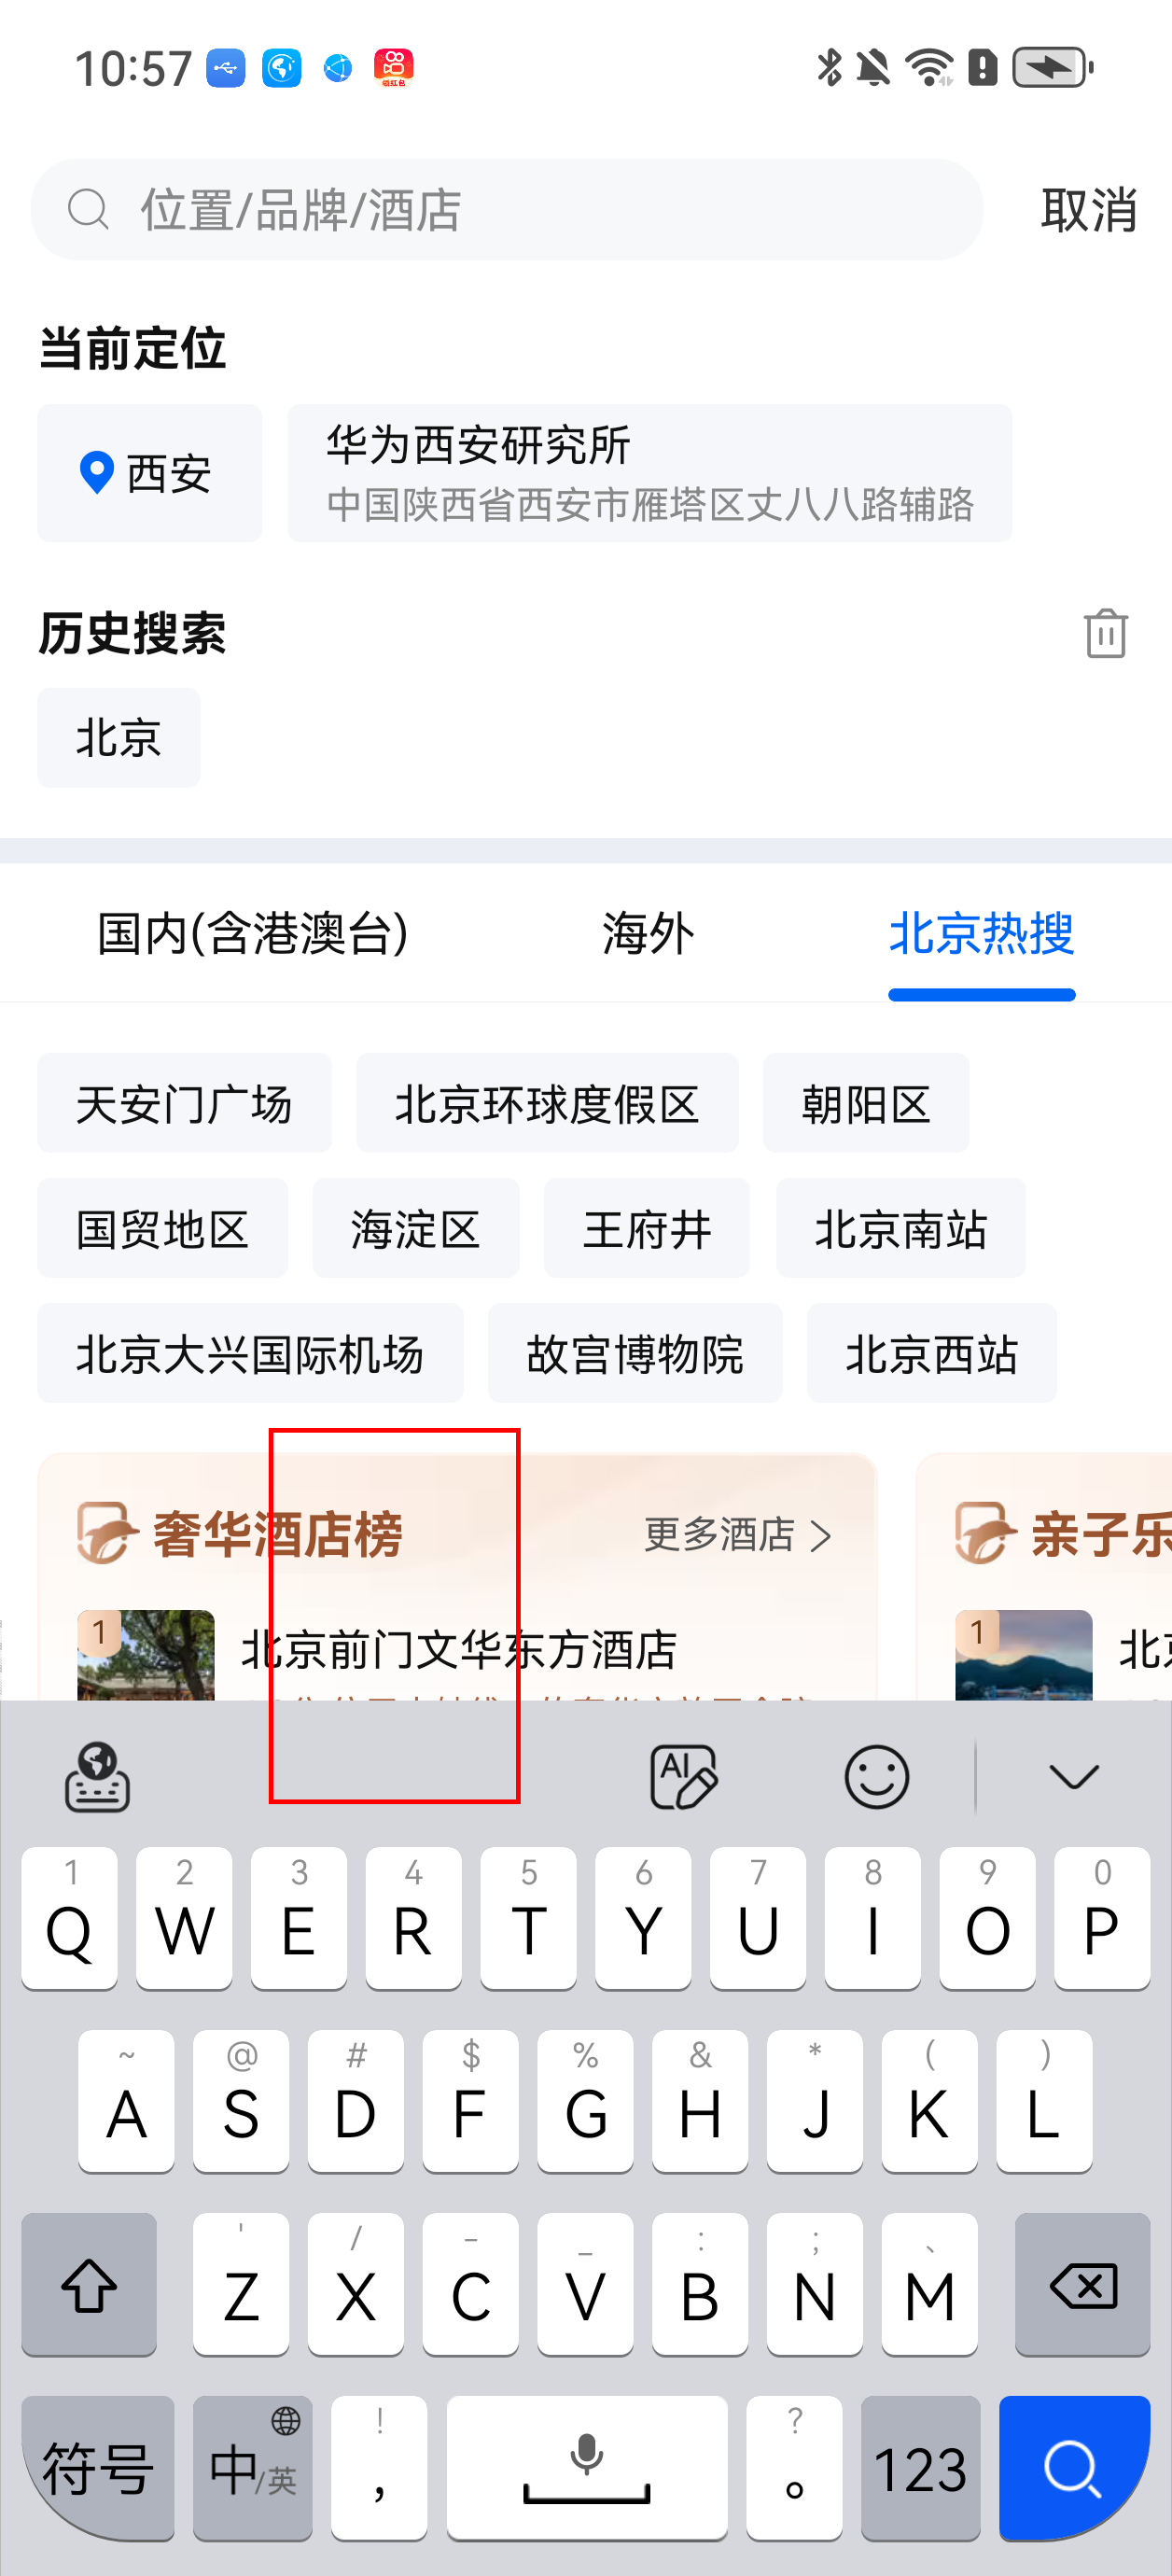 10:57
位置/品牌/酒店 取消
当前定位
西安
华为西安研究所
中国陕西省西安市雁塔区丈八八路辅路
历史搜索
北京
国内(含港澳台) 海外 北京热搜
天安门广场 北京环球度假区 朝阳区
国贸地区 海淀区 王府井 北京南站
北京大兴国际机场 故宫博物院 北京西站
奢华酒店榜 更多酒店 亲子乐
1 北京前门文华东方酒店 1
AI
1 2 3 4 5 6 7 8 9 0
Q W E R T Y U I O P
~ @ # $ % & * ( )
A S D F G H J K L
' / - _ : ; 、
Z X C V B N M
! ?
符号 中/英 , 。 123